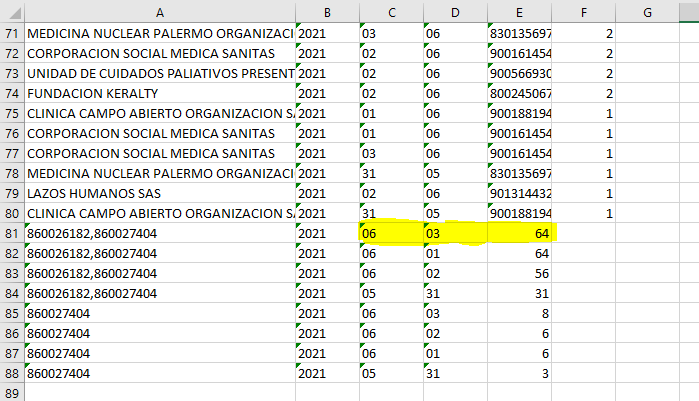 A B C D E F G
71 MEDICINA NUCLEAR PALERMO ORGANIZACI 2021 03 06 830135697 2
72 CORPORACION SOCIAL MEDICA SANITAS 2021 02 06 900161454 2
73 UNIDAD DE CUIDADOS PALIATIVOS PRESENT 2021 02 06 900566930 2
74 FUNDACION KERALTY 2021 02 06 800245067 2
75 CLINICA CAMPO ABIERTO ORGANIZACION SA 2021 01 06 900188194 1
76 CORPORACION SOCIAL MEDICA SANITAS 2021 01 06 900161454 1
77 CORPORACION SOCIAL MEDICA SANITAS 2021 03 06 900161454 1
78 MEDICINA NUCLEAR PALERMO ORGANIZACI 2021 31 05 830135697 1
79 LAZOS HUMANOS SAS 2021 02 06 901314432 1
80 CLINICA CAMPO ABIERTO ORGANIZACION SA 2021 31 05 900188194 1
81 860026182,860027404 2021 06 03 64
82 860026182,860027404 2021 06 01 64
83 860026182,860027404 2021 06 02 56
84 860026182,860027404 2021 05 31 31
85 860027404 2021 06 03 8
86 860027404 2021 06 02 6
87 860027404 2021 06 01 6
88 860027404 2021 05 31 3
89